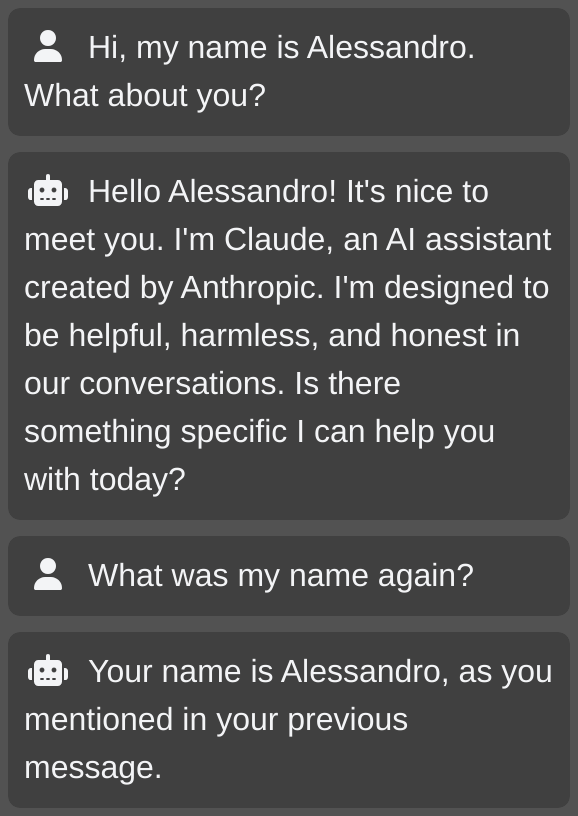 Hi, my name is Alessandro.
What about you?
Hello Alessandro! It's nice to
meet you. I'm Claude, an AI assistant
created by Anthropic. I'm designed to
be helpful, harmless, and honest in
our conversations. Is there
something specific I can help you
with today?
What was my name again?
Your name is Alessandro, as you
mentioned in your previous
message.